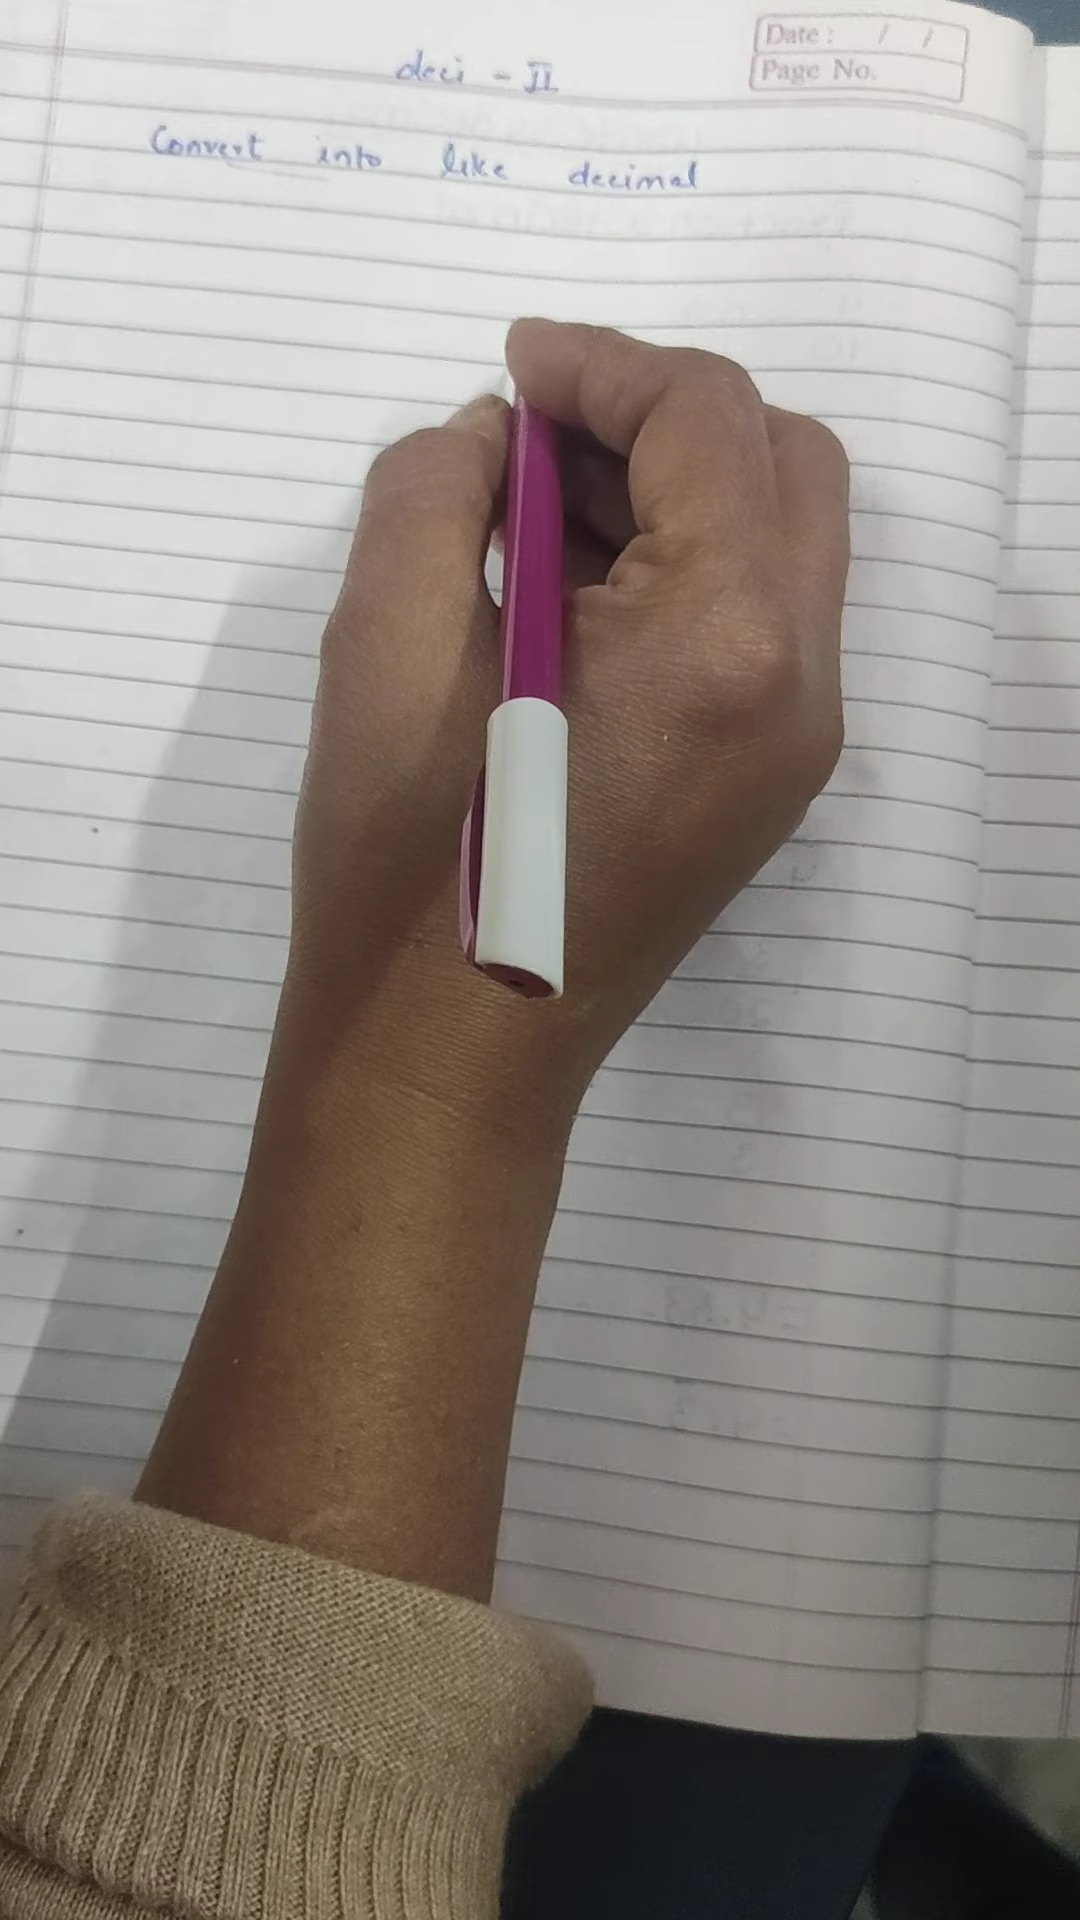 Date : / /
Page No.
deci - II
Convert into like decimal